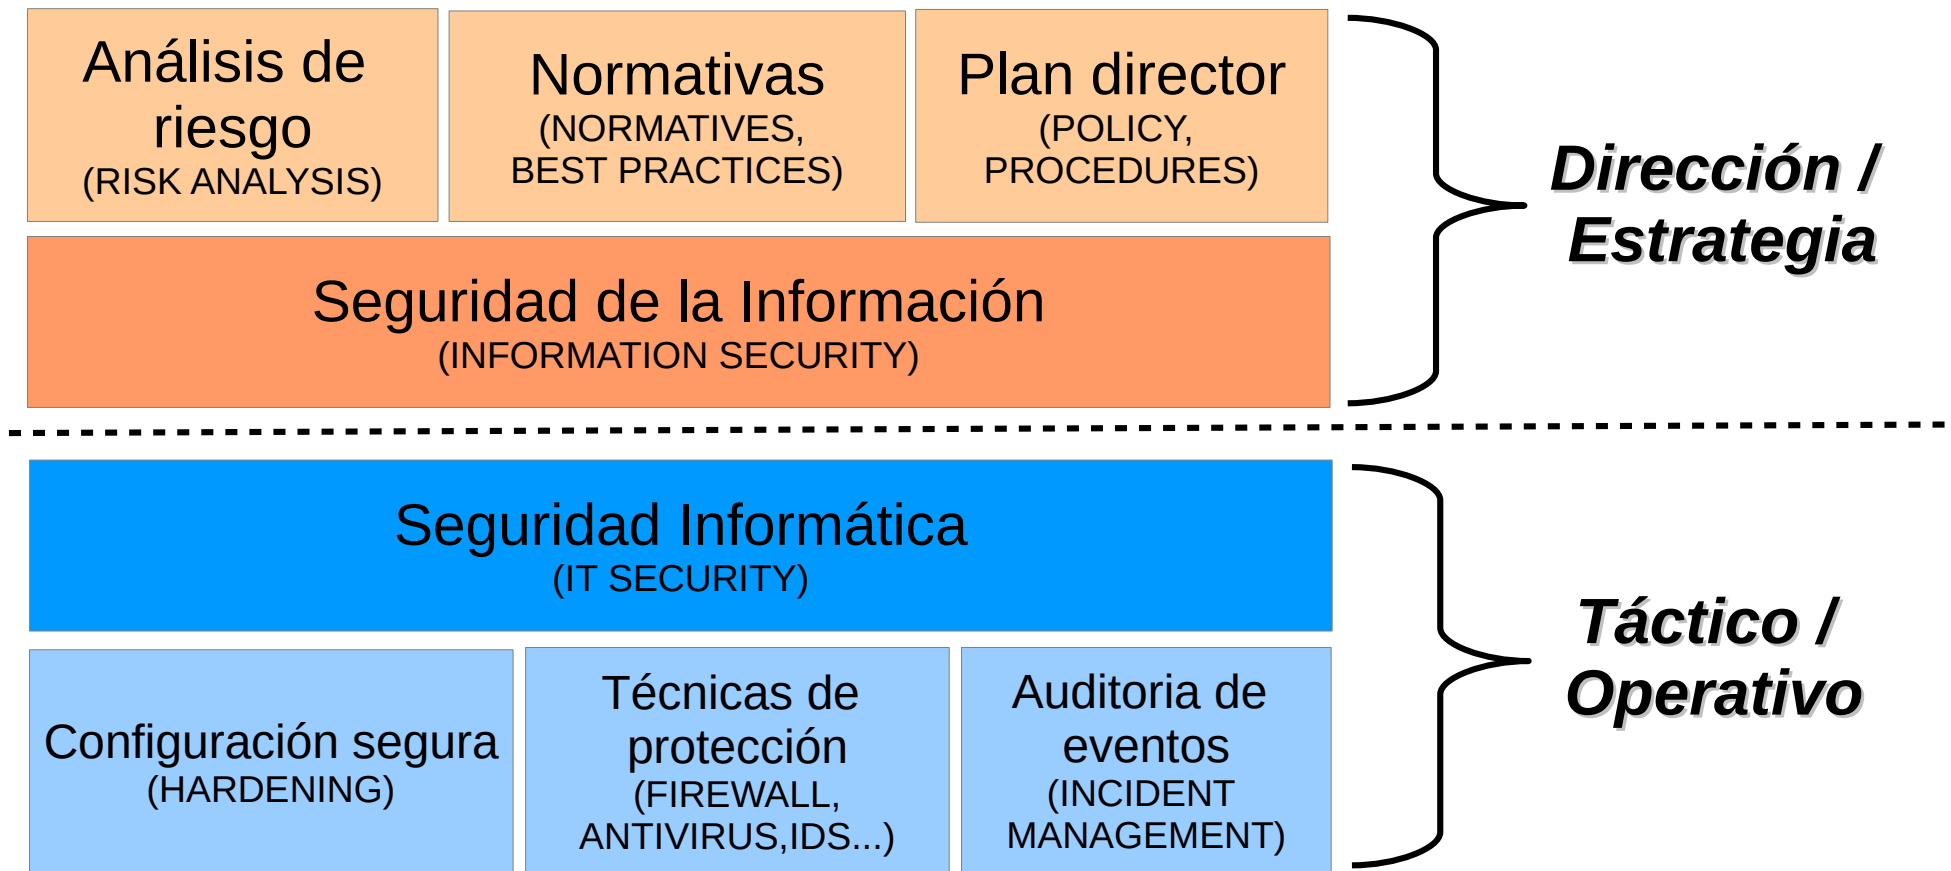 Análisis de
riesgo
(RISK ANALYSIS)
Normativas
(NORMATIVES,
BEST PRACTICES)
Plan director
(POLICY,
PROCEDURES)
Seguridad de la Información
(INFORMATION SECURITY)
Dirección /
Estrategia
Seguridad Informática
(IT SECURITY)
Configuración segura
(HARDENING)
Técnicas de
protección
(FIREWALL,
ANTIVIRUS,IDS...)
Auditoria de
eventos
(INCIDENT
MANAGEMENT)
Táctico /
Operativo